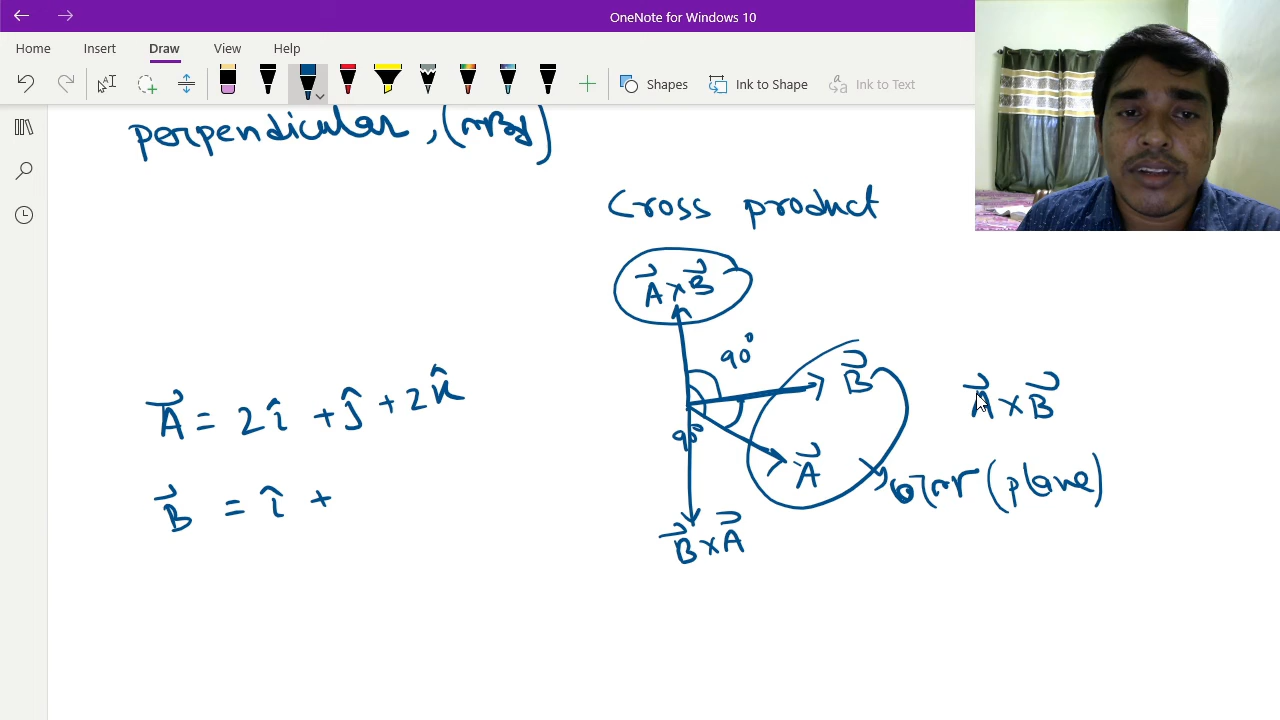 OneNote for Windows 10
Home Insert Draw View Help
Shapes Ink to Shape Ink to Text
perpendicular,
Cross product
A⃗ × B⃗
90°
B⃗
A⃗ = 2î + ĵ + 2k̂
A⃗ × B⃗
90°
A⃗
(plane)
B⃗ = î +
B⃗ × A⃗